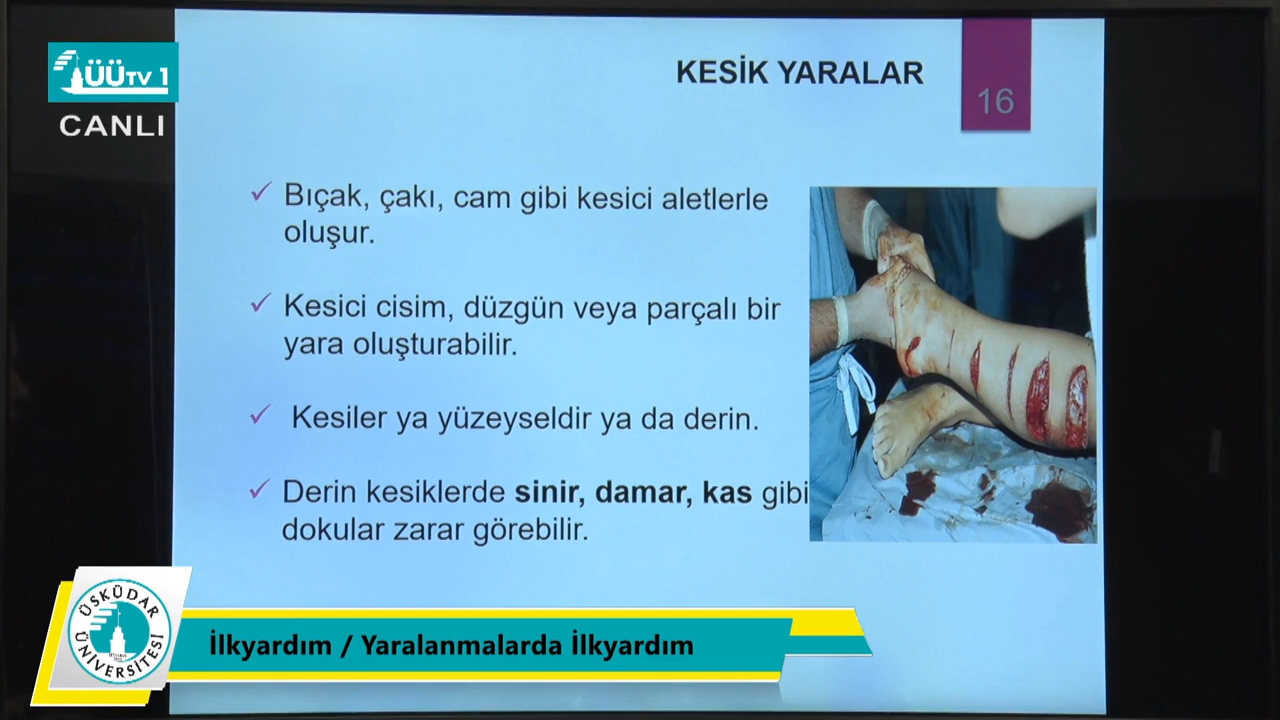 ÜÜTV 1
CANLI
KESİK YARALAR
16
Bıçak, çakı, cam gibi kesici aletlerle
oluşur.
Kesici cisim, düzgün veya parçalı bir
yara oluşturabilir.
Kesiler ya yüzeyseldir ya da derin.
Derin kesiklerde sinir, damar, kas gibi
dokular zarar görebilir.
ÜSKÜDAR
ÜNİVERSİTESİ
İlkyardım / Yaralanmalarda İlkyardım